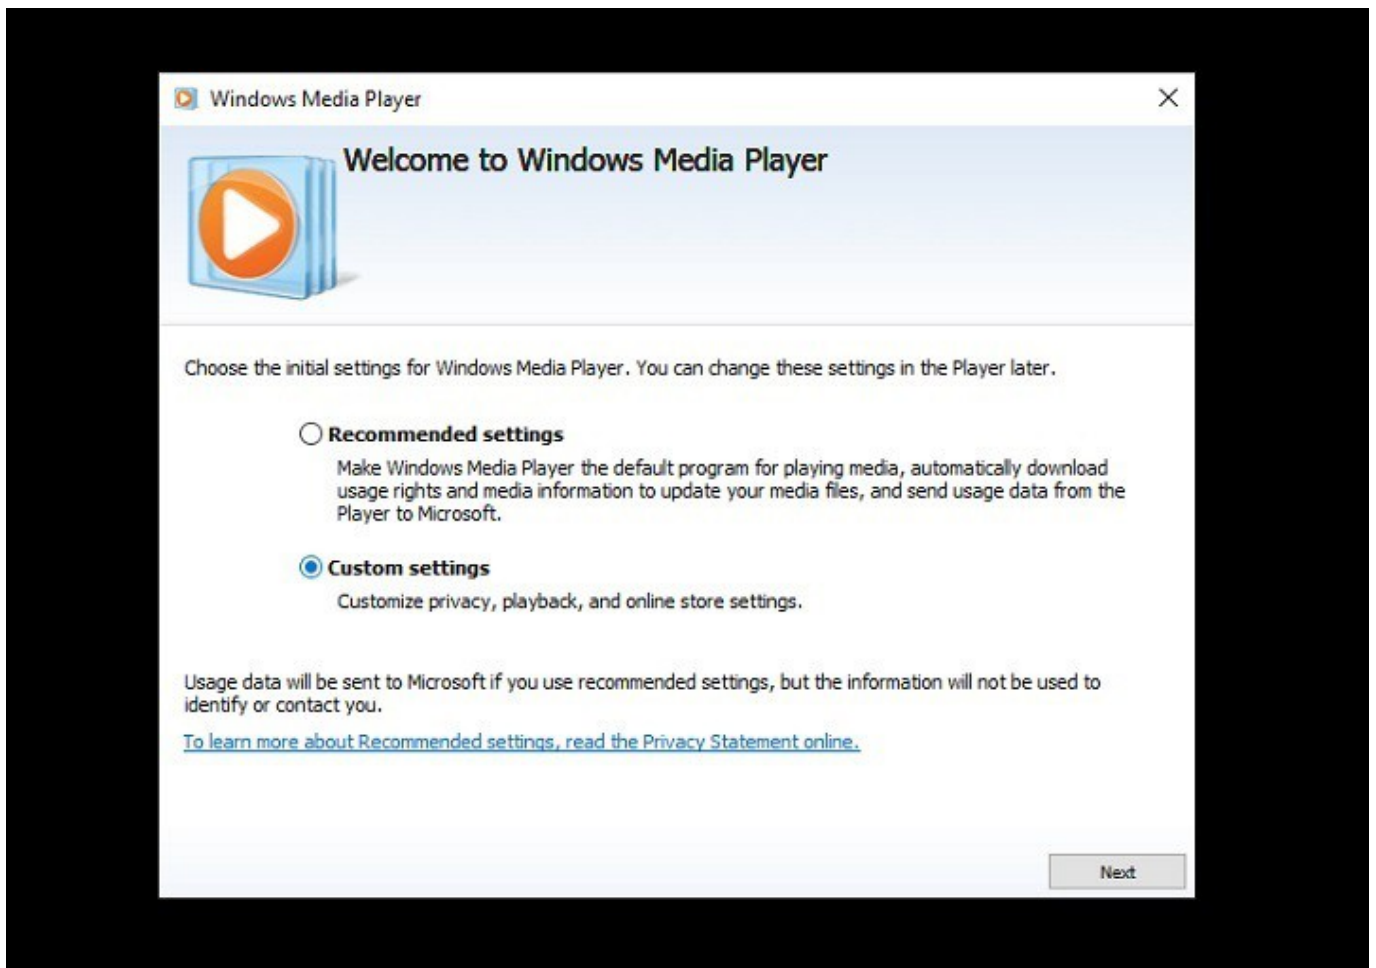 Windows Media Player
Welcome to Windows Media Player
Choose the initial settings for Windows Media Player. You can change these settings in the Player later.
Recommended settings
Make Windows Media Player the default program for playing media, automatically download
usage rights and media information to update your media files, and send usage data from the
Player to Microsoft.
Custom settings
Customize privacy, playback, and online store settings.
Usage data will be sent to Microsoft if you use recommended settings, but the information will not be used to
identify or contact you.
To learn more about Recommended settings, read the Privacy Statement online.
Next